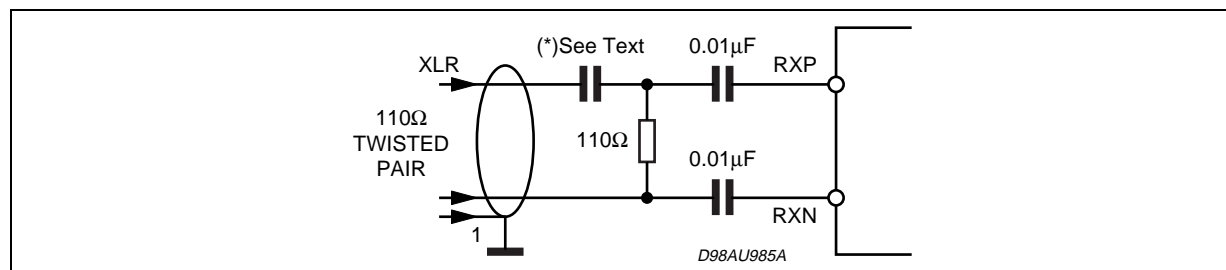 (*)See Text
0.01µF
XLR
RXP
110Ω
TWISTED
PAIR
110Ω
0.01µF
RXN
1
D98AU985A